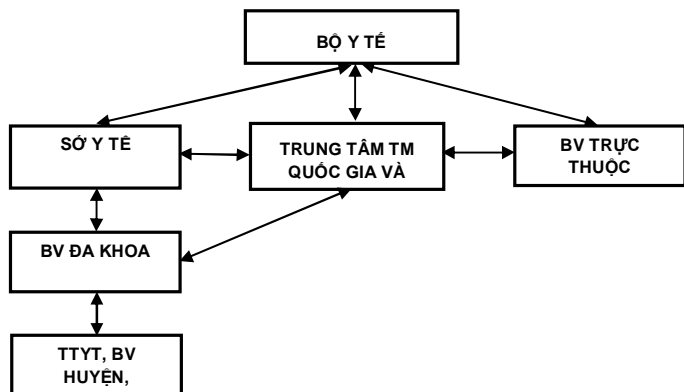 BỘ Y TẾ
SỞ Y TẾ
TRUNG TÂM TM
QUỐC GIA VÀ
BV TRỰC
THUỘC
BV ĐA KHOA
TTYT, BV
HUYỆN,